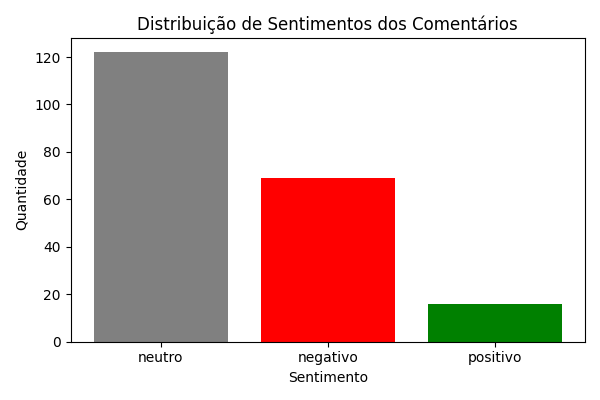 Distribuição de Sentimentos dos Comentários
Quantidade
120
100
80
60
40
20
0
neutro negativo positivo
Sentimento